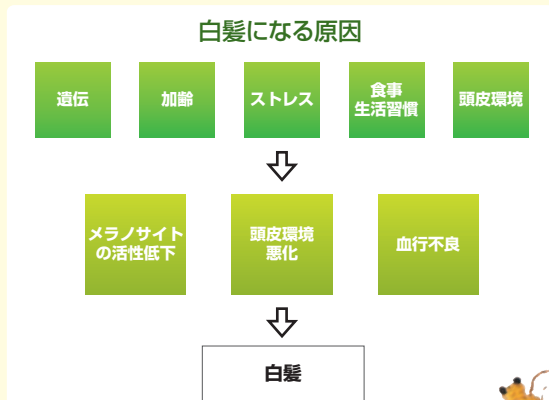 白髪になる原因
遺伝
加齢
ストレス
食事
生活習慣
頭皮環境
メラノサイト
の活性低下
頭皮環境
悪化
血行不良
白髪